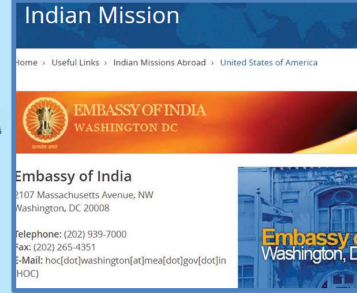 Indian Mission
Home › Useful Links › Indian Missions Abroad › United States of America
EMBASSY OF INDIA
WASHINGTON DC
Embassy of India
2107 Massachusetts Avenue, NW
Washington, DC 20008
Telephone: (202) 939-7000
Fax: (202) 265-4351
E-Mail: hoc[dot]washington[at]mea[dot]gov[dot]in
(HOC)
Embassy o
Washington, D